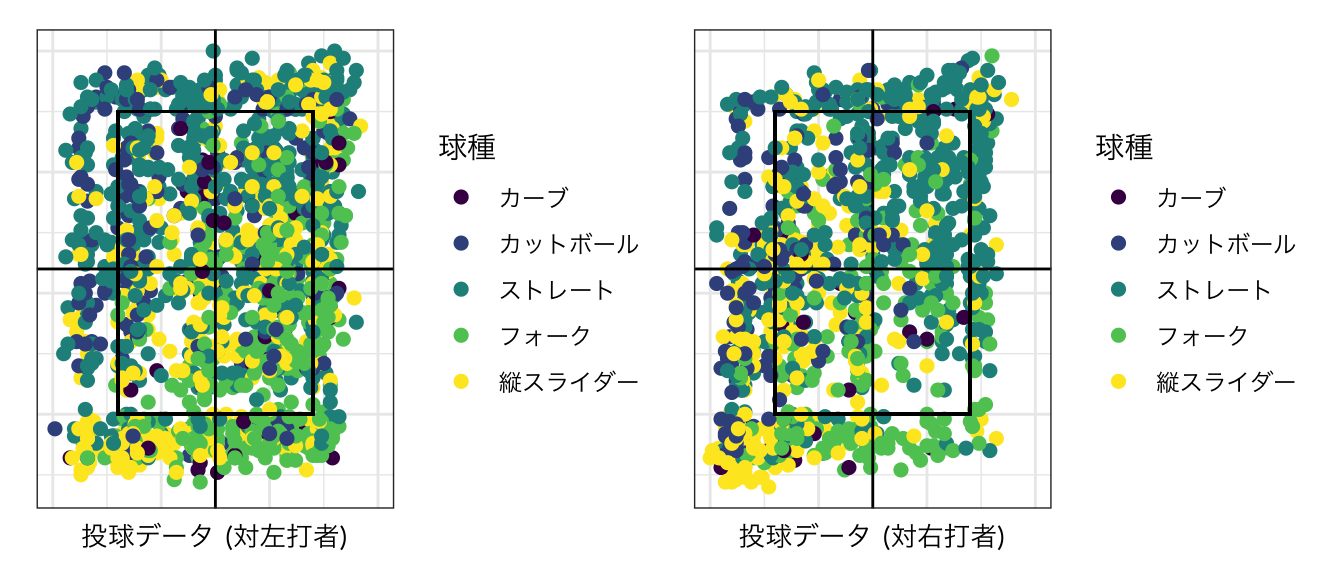 球種
カーブ
カットボール
ストレート
フォーク
縦スライダー
投球データ (対左打者)
球種
カーブ
カットボール
ストレート
フォーク
縦スライダー
投球データ (対右打者)